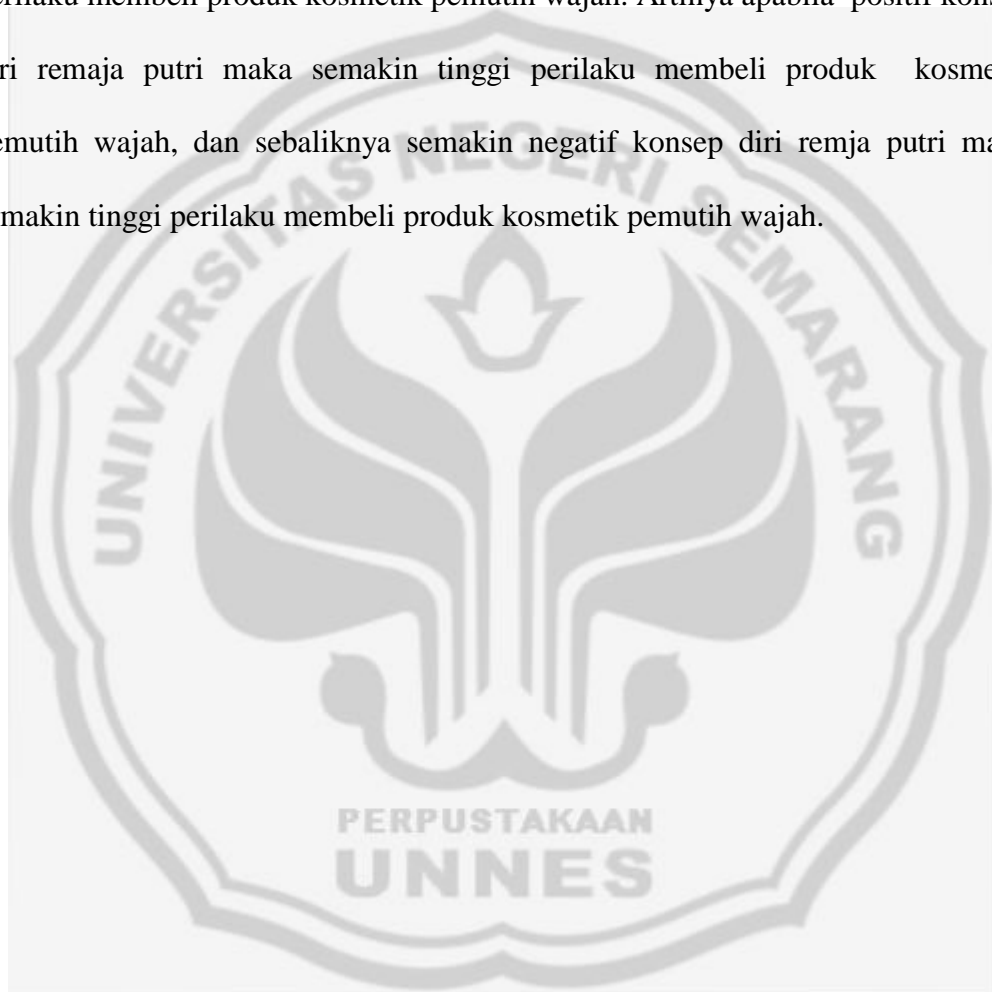 erilaku membeli produk kosmetik pemutih wajah. Artinya apabila positif kons
ri remaja putri maka semakin tinggi perilaku membeli produk kosme
emutih wajah, dan sebaliknya semakin negatif konsep diri remja putri ma
makin tinggi perilaku membeli produk kosmetik pemutih wajah.
UNIVERSITAS NEGERI SEMARANG
PERPUSTAKAAN
UNNES